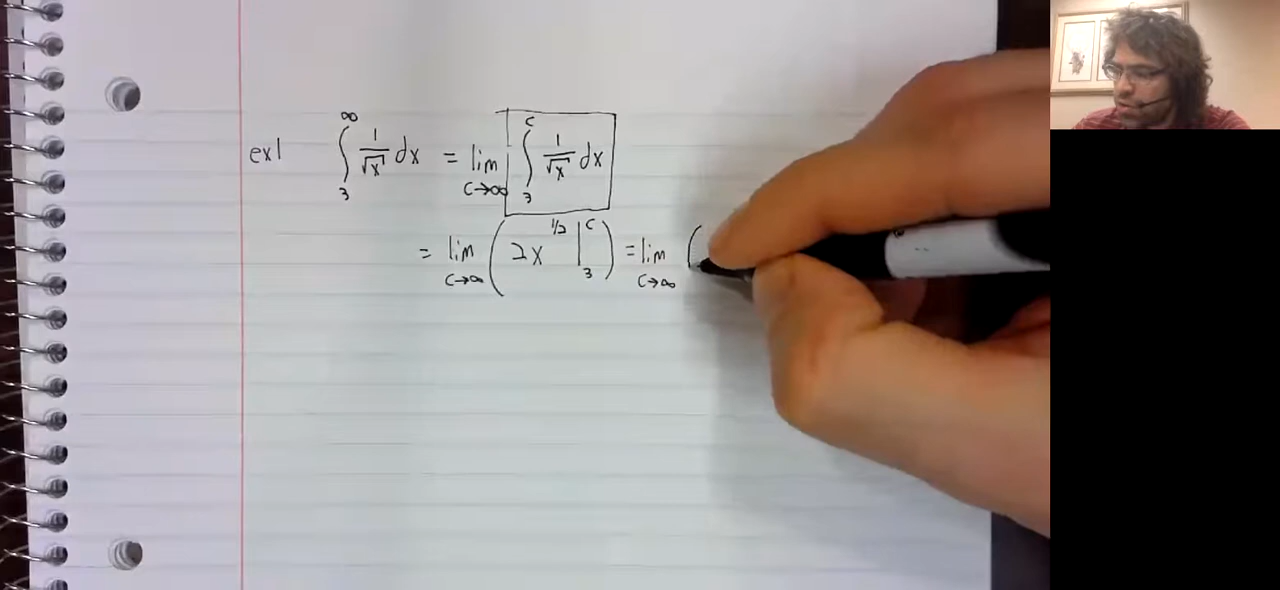 ex1 ∫₃^∞ 1/√x dx = lim_{c→∞} ∫₃^c 1/√x dx
= lim_{c→∞} ( 2x^{1/2} |₃^c ) = lim_{c→∞} (